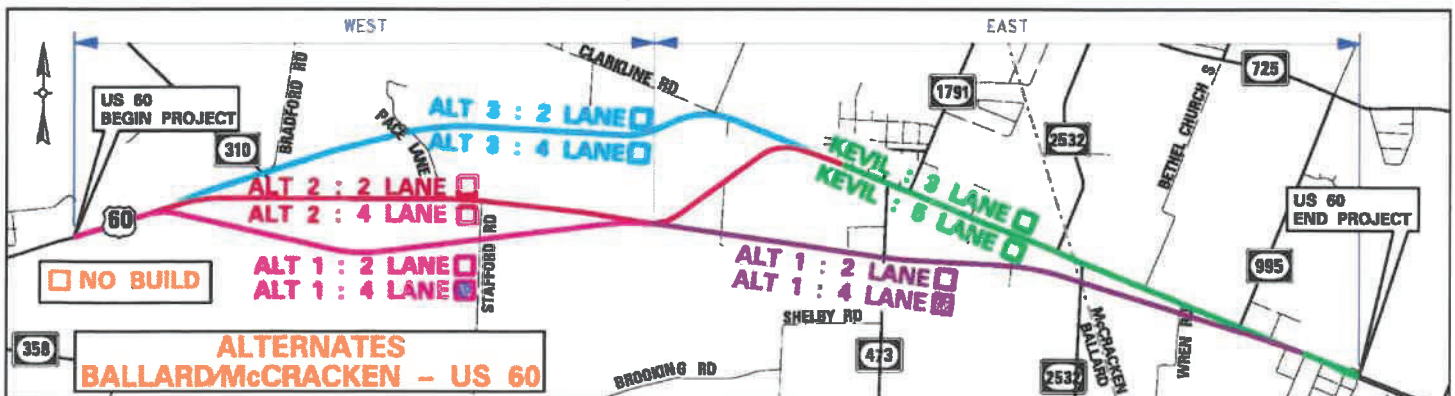 WEST
EAST
CLARKLINE RD
BRADFORD RD
US 60
BEGIN PROJECT
310
PACE LANE
ALT 3 : 2 LANE
ALT 3 : 4 LANE
1791
725
2532
BETHEL CHURCH S
KEVIL : 3 LANE
KEVIL : 5 LANE
ALT 2 : 2 LANE
ALT 2 : 4 LANE
60
STAFFORD RD
US 60
END PROJECT
ALT 1 : 2 LANE
ALT 1 : 4 LANE
ALT 1 : 2 LANE
ALT 1 : 4 LANE
995
NO BUILD
SHELBY RD
McCRACKEN
BALLARD
WREN RD
358
ALTERNATES
BALLARD/McCRACKEN - US 60
473
BROOKING RD
2532